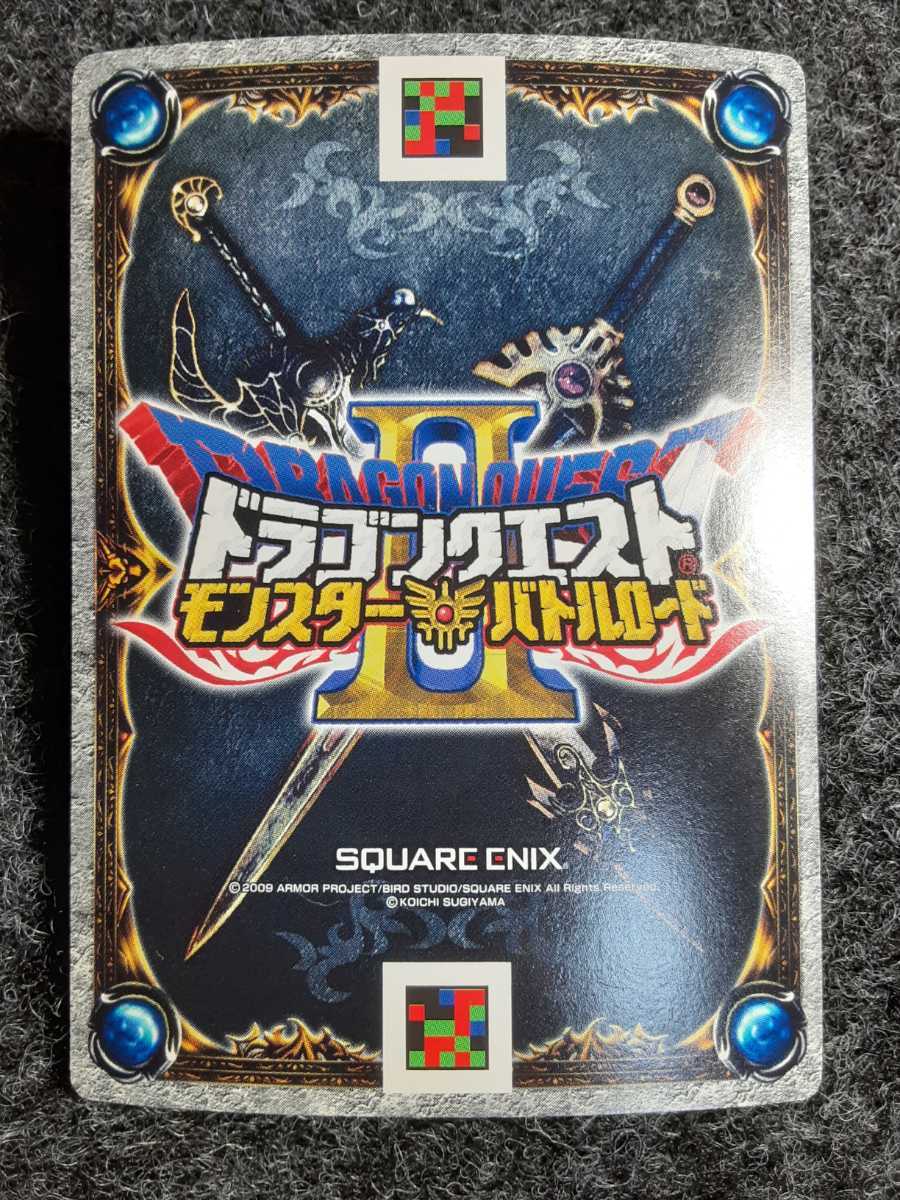 DRAGON QUEST
II
ドラゴンクエスト®
モンスター バトルロード
SQUARE ENIX®
© 2009 ARMOR PROJECT/BIRD STUDIO/SQUARE ENIX All Rights Reserved.
© KOICHI SUGIYAMA